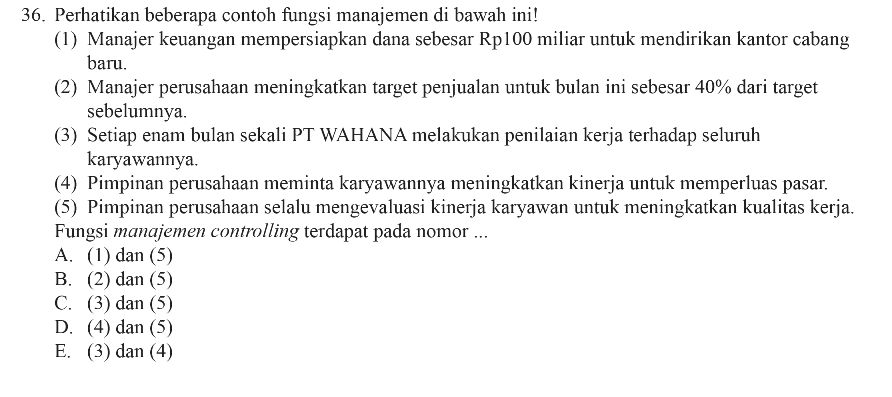 36. Perhatikan beberapa contoh fungsi manajemen di bawah ini!
(1) Manajer keuangan mempersiapkan dana sebesar Rp100 miliar untuk mendirikan kantor cabang
baru.
(2) Manajer perusahaan meningkatkan target penjualan untuk bulan ini sebesar 40% dari target
sebelumnya.
(3) Setiap enam bulan sekali PT WAHANA melakukan penilaian kerja terhadap seluruh
karyawannya.
(4) Pimpinan perusahaan meminta karyawannya meningkatkan kinerja untuk memperluas pasar.
(5) Pimpinan perusahaan selalu mengevaluasi kinerja karyawan untuk meningkatkan kualitas kerja.
Fungsi manajemen controlling terdapat pada nomor ...
A. (1) dan (5)
B. (2) dan (5)
C. (3) dan (5)
D. (4) dan (5)
E. (3) dan (4)